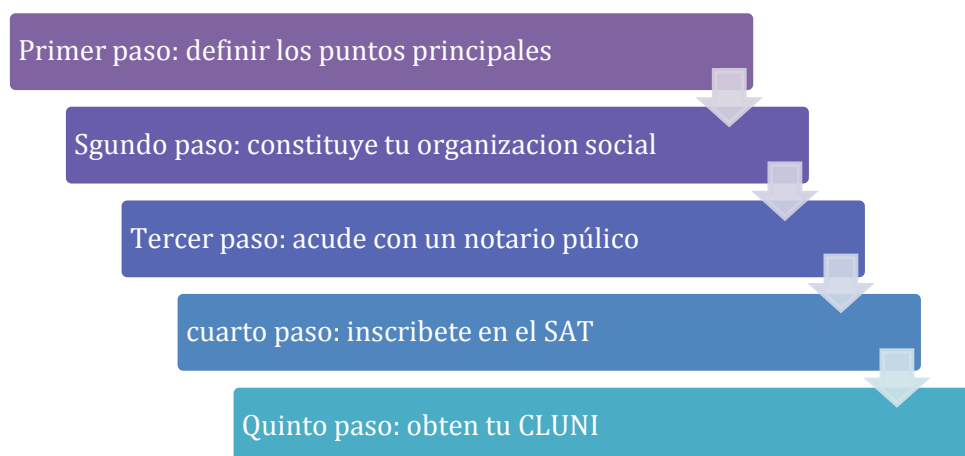 Primer paso: definir los puntos principales
Sgundo paso: constituye tu organizacion social
Tercer paso: acude con un notario púlico
cuarto paso: inscribete en el SAT
Quinto paso: obten tu CLUNI